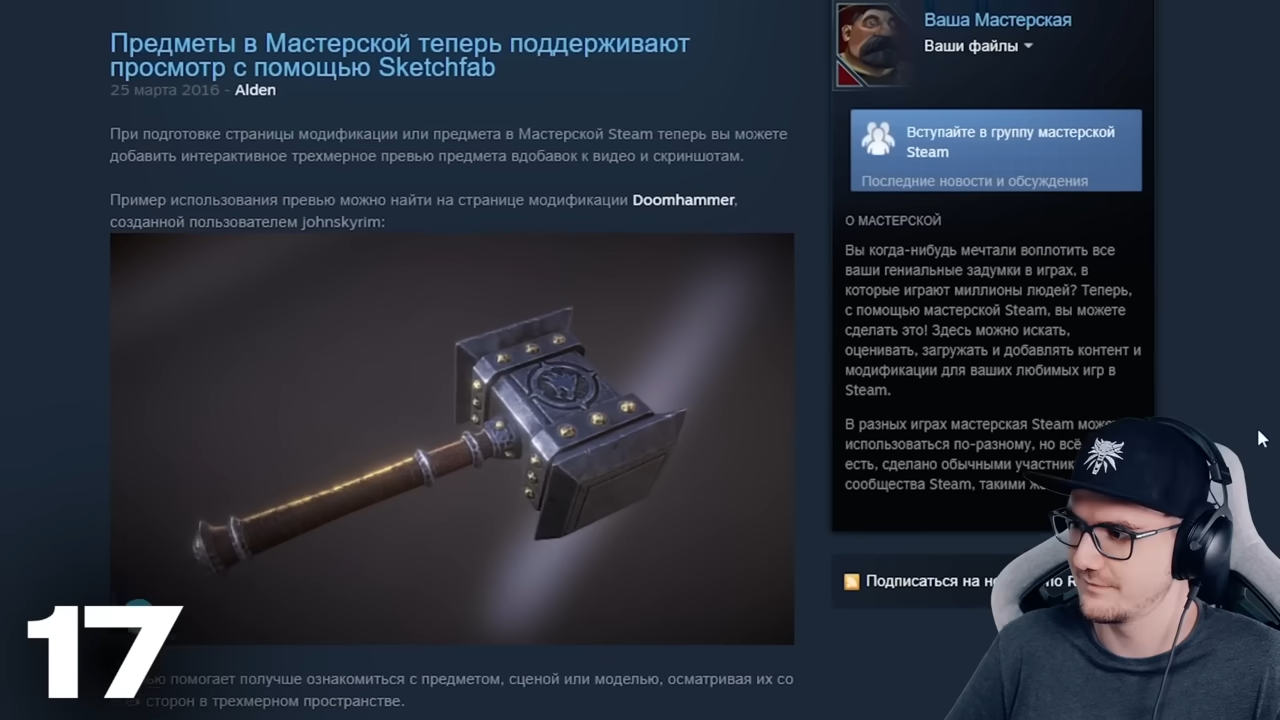 Предметы в Мастерской теперь поддерживают
просмотр с помощью Sketchfab
25 марта 2016 - Alden
При подготовке страницы модификации или предмета в Мастерской Steam теперь вы можете
добавить интерактивное трехмерное превью предмета вдобавок к видео и скриншотам.
Пример использования превью можно найти на странице модификации Doomhammer,
созданной пользователем johnskyrim:
17
помогает получше ознакомиться с предметом, сценой или моделью, осматривая их со
сторон в трехмерном пространстве.
Ваша Мастерская
Ваши файлы
Вступайте в группу мастерской
Steam
Последние новости и обсуждения
О МАСТЕРСКОЙ
Вы когда-нибудь мечтали воплотить все
ваши гениальные задумки в играх, в
которые играют миллионы людей? Теперь,
с помощью мастерской Steam, вы можете
сделать это! Здесь можно искать,
оценивать, загружать и добавлять контент и
модификации для ваших любимых игр в
Steam.
В разных играх мастерская Steam
использоваться по-разному, но всё
есть, сделано обычными
сообщества Steam, такими
Подписаться на